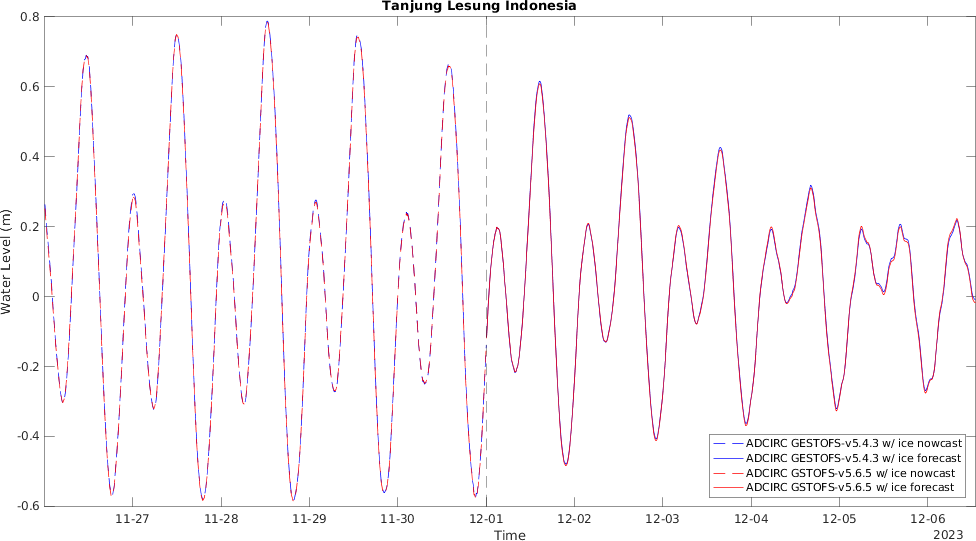 Tanjung Lesung Indonesia
0.8
0.6
0.4
0.2
0
-0.2
-0.4
-0.6
Water Level (m)
11-27 11-28 11-29 11-30 12-01 12-02 12-03 12-04 12-05 12-06
Time
2023
ADCIRC GESTOFS-v5.4.3 w/ ice nowcast
ADCIRC GESTOFS-v5.4.3 w/ ice forecast
ADCIRC GSTOFS-v5.6.5 w/ ice nowcast
ADCIRC GSTOFS-v5.6.5 w/ ice forecast